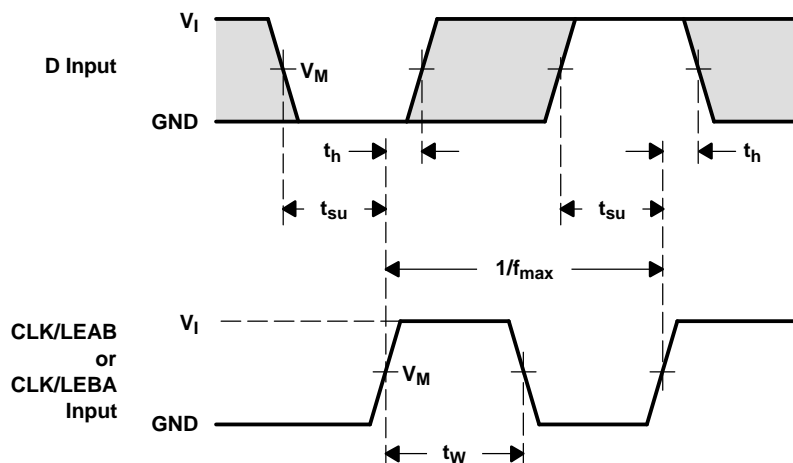 V_I
D Input
V_M
GND
t_h
t_h
t_su
t_su
1/f_max
V_I
CLK/LEAB
or
CLK/LEBA
Input
V_M
GND
t_W